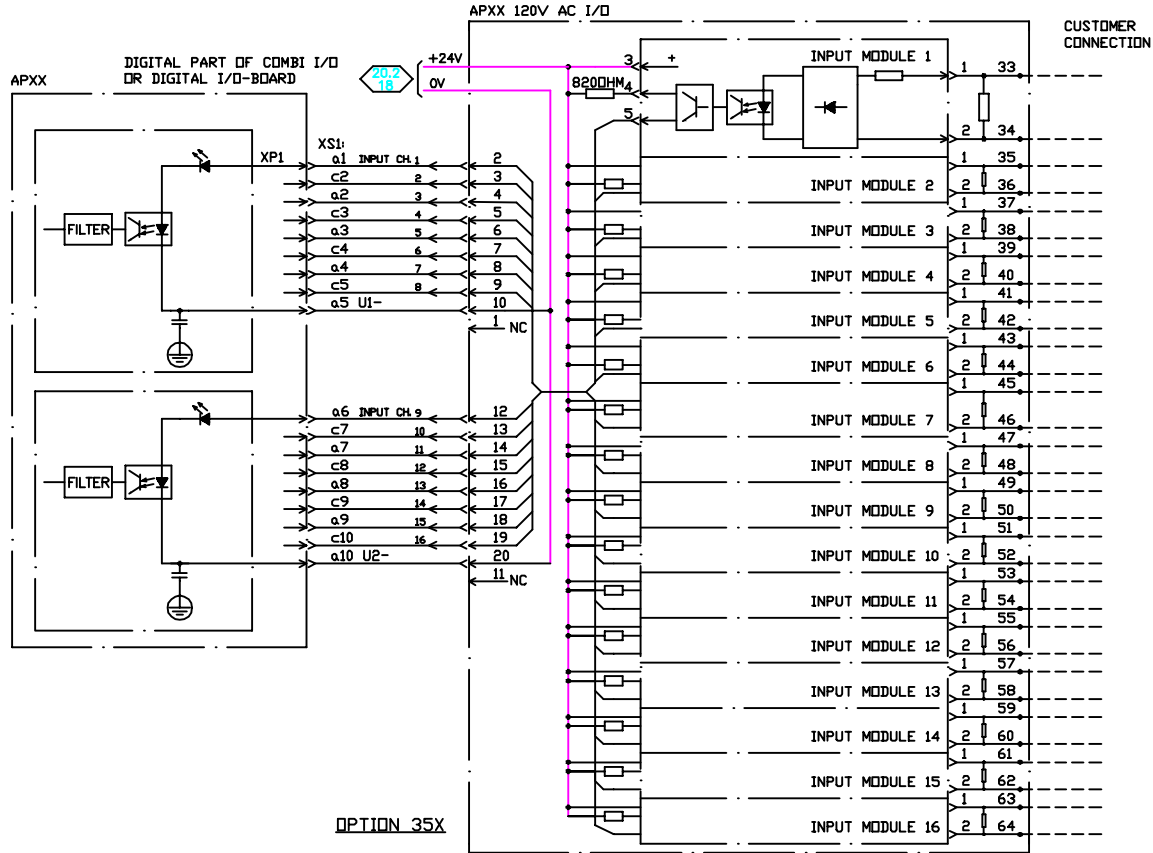 APXX 120V AC I/O
CUSTOMER
CONNECTION
DIGITAL PART OF COMBI I/O
OR DIGITAL I/O-BOARD
APXX
20.2
18
+24V
0V
3
+
820OHM
4
5
INPUT MODULE 1
1 33
2 34
XS1:
XP1
a1 INPUT CH. 1 2
c2 2 3
a2 3 4
c3 4 5
a3 5 6
c4 6 7
a4 7 8
c5 8 9
a5 U1- 10
1 NC
FILTER
a6 INPUT CH. 9 12
c7 10 13
a7 11 14
c8 12 15
a8 13 16
c9 14 17
a9 15 18
c10 16 19
a10 U2- 20
11 NC
FILTER
1 35
INPUT MODULE 2 2 36
1 37
INPUT MODULE 3 2 38
1 39
INPUT MODULE 4 2 40
1 41
INPUT MODULE 5 2 42
1 43
INPUT MODULE 6 2 44
1 45
INPUT MODULE 7 2 46
1 47
INPUT MODULE 8 2 48
1 49
INPUT MODULE 9 2 50
1 51
INPUT MODULE 10 2 52
1 53
INPUT MODULE 11 2 54
1 55
INPUT MODULE 12 2 56
1 57
INPUT MODULE 13 2 58
1 59
INPUT MODULE 14 2 60
1 61
INPUT MODULE 15 2 62
1 63
INPUT MODULE 16 2 64
OPTION 35X